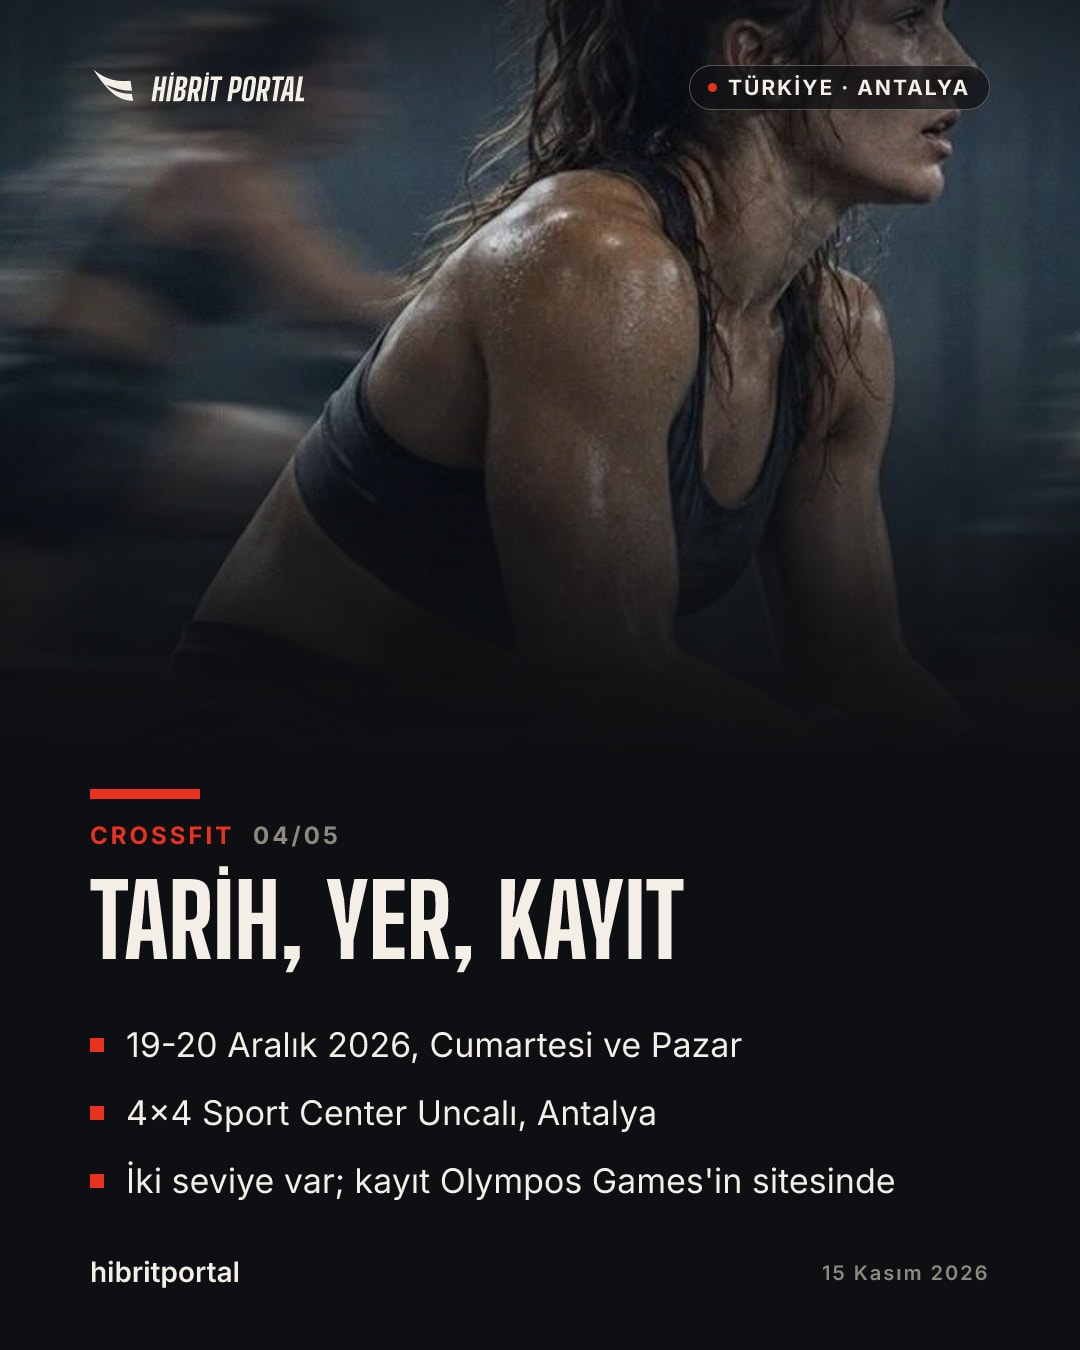 HİBRİT PORTAL
TÜRKİYE · ANTALYA
CROSSFIT 04/05
TARİH, YER, KAYIT
19-20 Aralık 2026, Cumartesi ve Pazar
4×4 Sport Center Uncalı, Antalya
İki seviye var; kayıt Olympos Games'in sitesinde
hibritportal
15 Kasım 2026